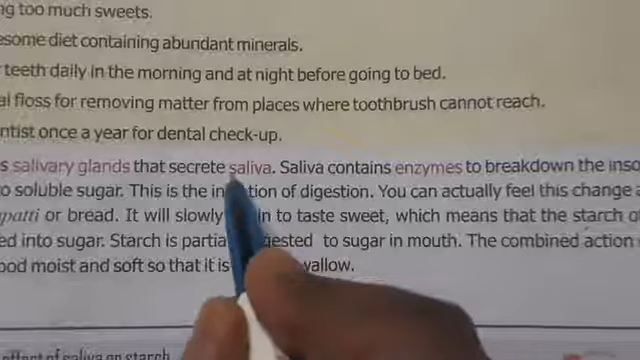 ng too much sweets.
esome diet containing abundant minerals.
teeth daily in the morning and at night before going to bed.
al floss for removing matter from places where toothbrush cannot reach.
ntist once a year for dental check-up.
s salivary glands that secrete saliva. Saliva contains enzymes to breakdown the inso
o soluble sugar. This is the in tion of digestion. You can actually feel this change
patti or bread. It will slowly in to taste sweet, which means that the starch
ed into sugar. Starch is partia gested to sugar in mouth. The combined action
ood moist and soft so that it is wallow.
effect of saliva on starch